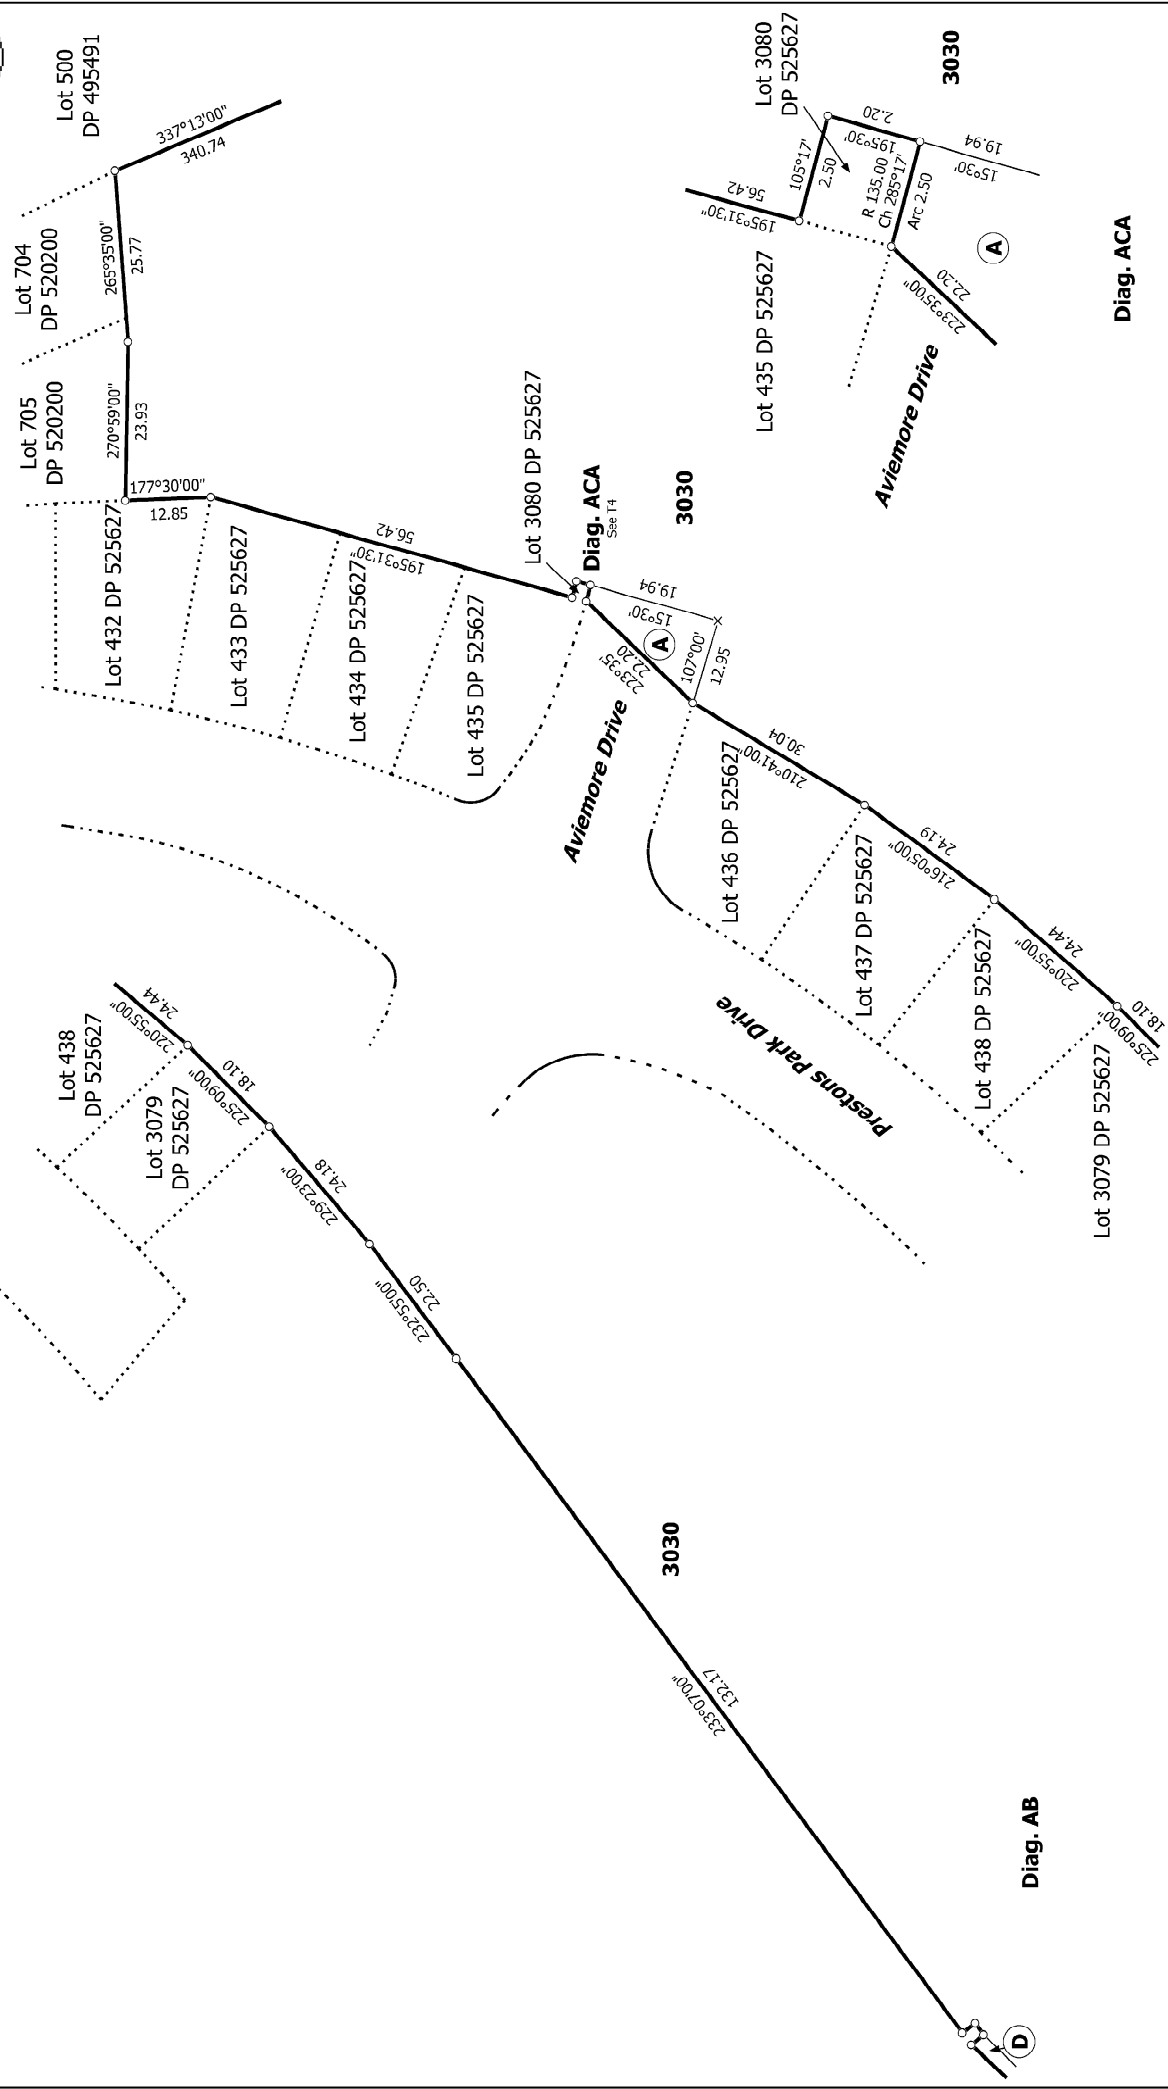 Lot 500
DP 495491
337°13'00"
340.74
Lot 704
DP 520200
265°35'00"
25.77
Lot 705
DP 520200
270°59'00"
23.93
177°30'00"
12.85
Lot 432 DP 525627
Lot 433 DP 525627
Lot 434 DP 525627
Lot 435 DP 525627
56.42
195°31'30"
Lot 3080 DP 525627
Diag. ACA
See T4
3030
19.94
15°30'
A
22.20
223°35'
107°00'
12.95
Aviemore Drive
30.04
210°41'00"
Lot 436 DP 525627
24.19
216°05'00"
Lot 437 DP 525627
24.44
220°55'00"
Lot 438 DP 525627
18.10
225°09'00"
Lot 3079 DP 525627
Prestons Park Drive
Lot 3080
DP 525627
3030
56.42
195°31'30"
105°17'
2.50
2.20
195°30'
R 135.00
Ch 285°17'
Arc 2.50
19.94
15°30'
A
22.20
223°35'00"
Lot 435 DP 525627
Aviemore Drive
Diag. ACA
24.44
220°55'00"
Lot 438
DP 525627
18.10
225°09'00"
Lot 3079
DP 525627
24.18
229°23'00"
22.50
232°55'00"
3030
132.17
233°07'00"
Diag. AB
D